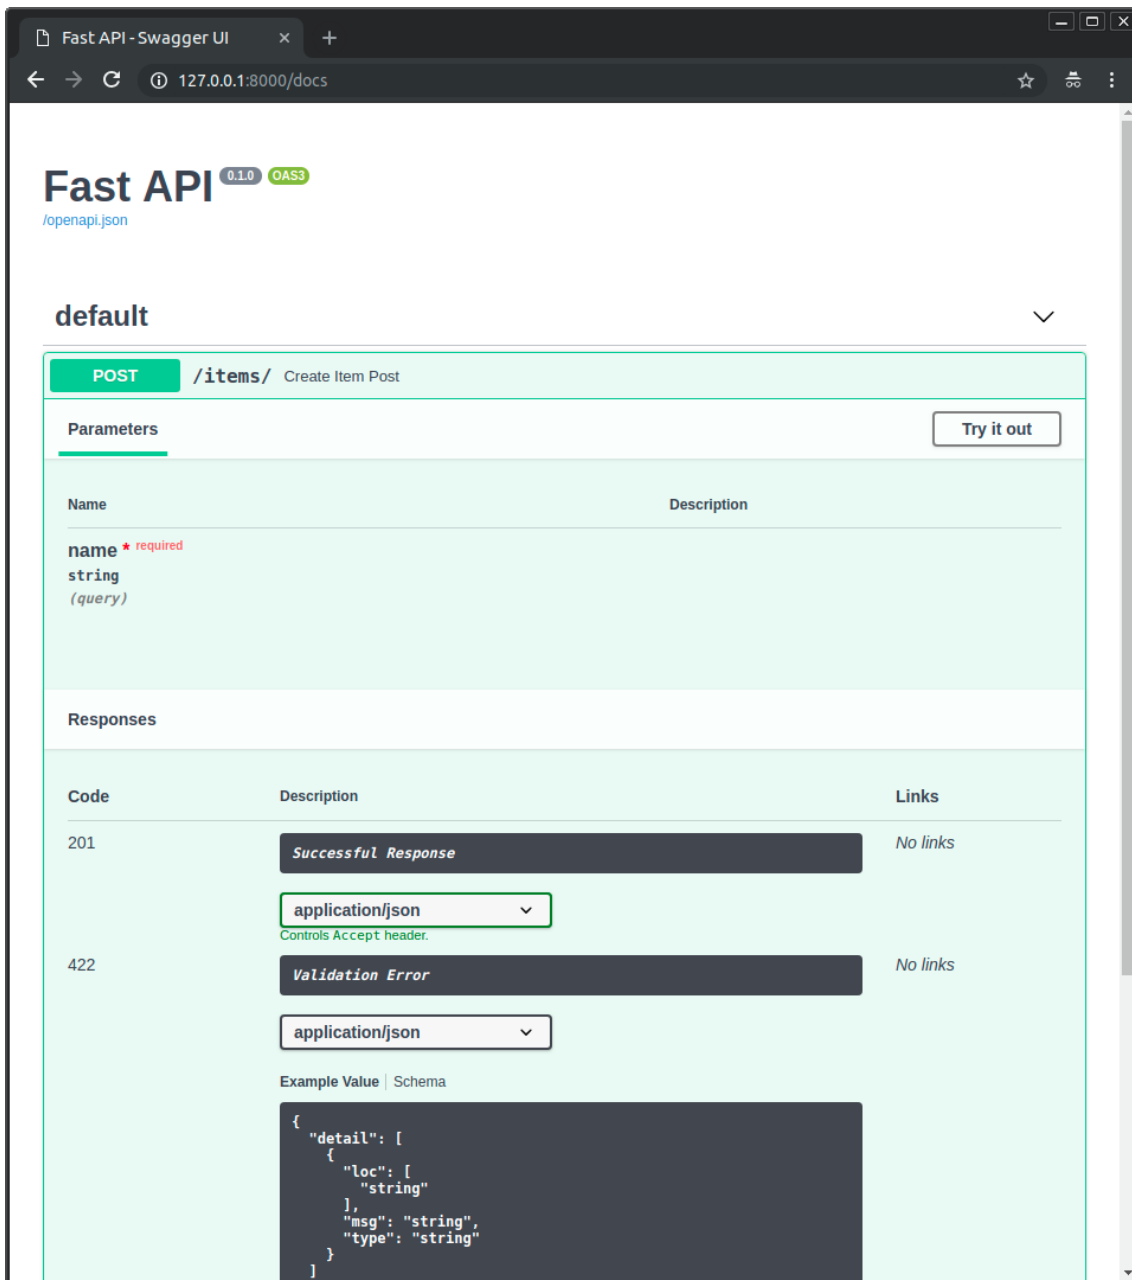 Fast API - Swagger UI
127.0.0.1:8000/docs
Fast API 0.1.0 OAS3
/openapi.json
default
POST /items/ Create Item Post
Parameters Try it out
Name Description
name * required
string
(query)
Responses
Code Description Links
201 Successful Response No links
application/json
Controls Accept header.
422 Validation Error No links
application/json
Example Value Schema
{
"detail": [
{
"loc": [
"string"
],
"msg": "string",
"type": "string"
}
]